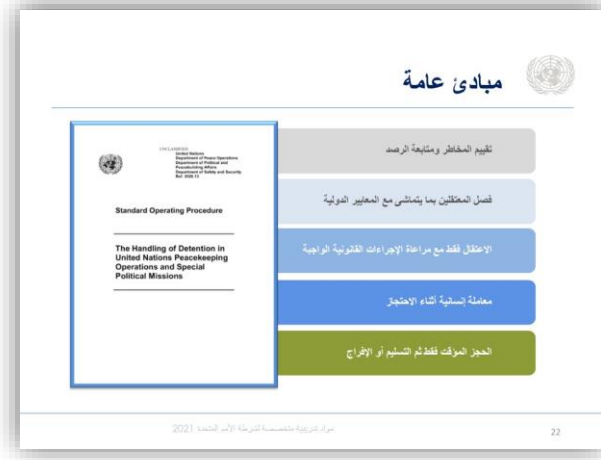 مبادئ عامة
تقييم المخاطر ومتابعة الرصد
فصل المعتقلين بما يتماشى مع المعايير الدولية
الاعتقال فقط مع مراعاة الإجراءات القانونية الواجبة
معاملة إنسانية أثناء الاحتجاز
الحجز المؤقت فقط ثم التسليم أو الإفراج
United Nations
Department of Peace Operations
Department of Political and
Peacebuilding Affairs
Department of Safety and Security
Standard Operating Procedure
The Handling of Detention in
United Nations Peacekeeping
Operations and Special
Political Missions
مواد تدريبية متخصصة لشرطة الأمم المتحدة 2021
22